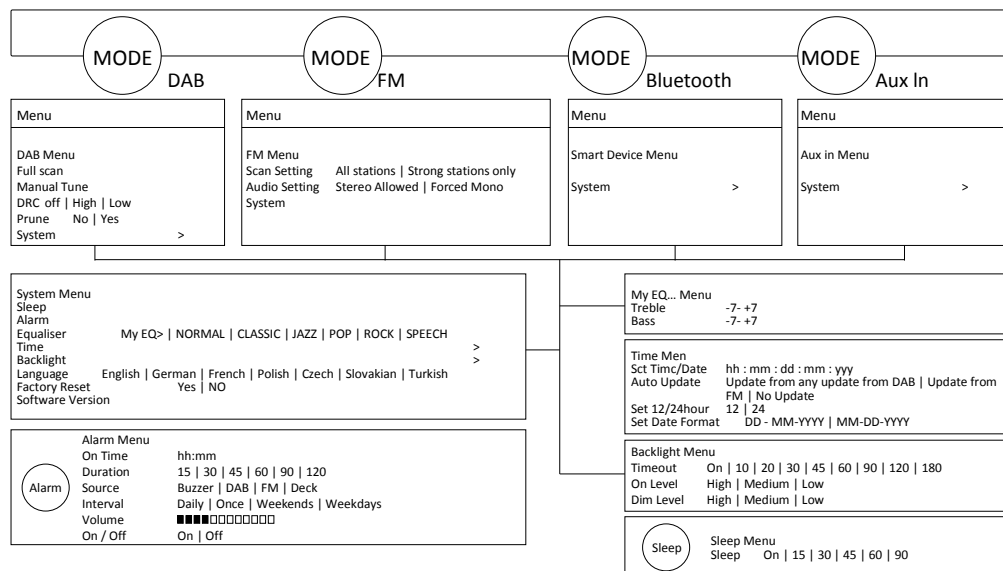 MODE DAB
MODE FM
MODE Bluetooth
MODE Aux In
Menu
DAB Menu
Full scan
Manual Tune
DRC off | High | Low
Prune No | Yes
System >
Menu
FM Menu
Scan Setting All stations | Strong stations only
Audio Setting Stereo Allowed | Forced Mono
System
Menu
Smart Device Menu
System >
Menu
Aux in Menu
System >
System Menu
Sleep
Alarm
Equaliser My EQ> | NORMAL | CLASSIC | JAZZ | POP | ROCK | SPEECH
Time >
Backlight >
Language English | German | French | Polish | Czech | Slovakian | Turkish
Factory Reset Yes | NO
Software Version
Alarm
Alarm Menu
On Time hh:mm
Duration 15 | 30 | 45 | 60 | 90 | 120
Source Buzzer | DAB | FM | Deck
Interval Daily | Once | Weekends | Weekdays
Volume
On / Off On | Off
My EQ... Menu
Treble -7- +7
Bass -7- +7
Time Men
Sct Timc/Date hh : mm : dd : mm : yyy
Auto Update Update from any update from DAB | Update from
FM | No Update
Set 12/24hour 12 | 24
Set Date Format DD - MM-YYYY | MM-DD-YYYY
Backlight Menu
Timeout On | 10 | 20 | 30 | 45 | 60 | 90 | 120 | 180
On Level High | Medium | Low
Dim Level High | Medium | Low
Sleep
Sleep Menu
Sleep On | 15 | 30 | 45 | 60 | 90